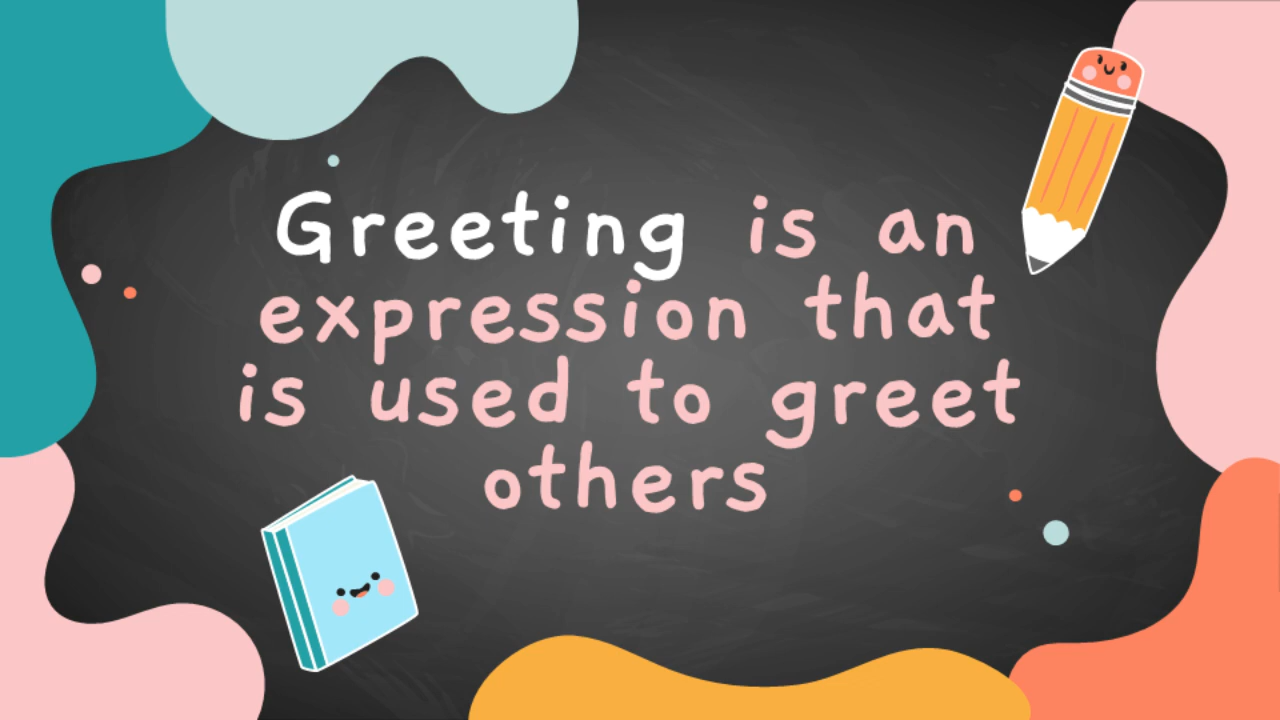 Greeting is an
expression that
is used to greet
others